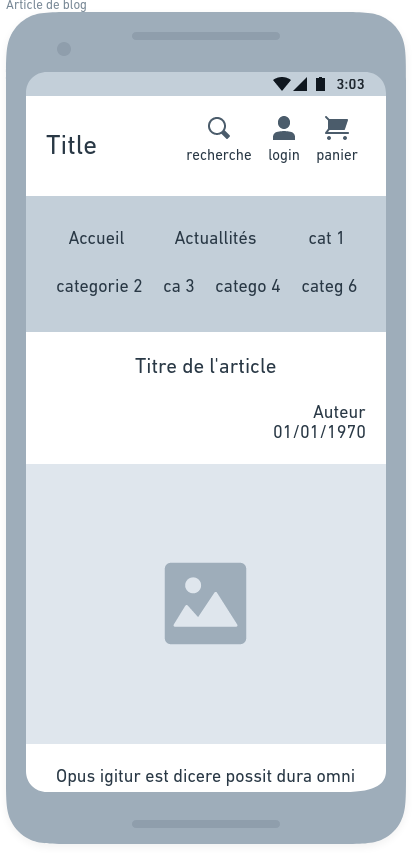 Article de blog
3:03
Title
recherche login panier
Accueil Actuallités cat 1
categorie 2 ca 3 catego 4 categ 6
Titre de l'article
Auteur
01/01/1970
Opus igitur est dicere possit dura omni